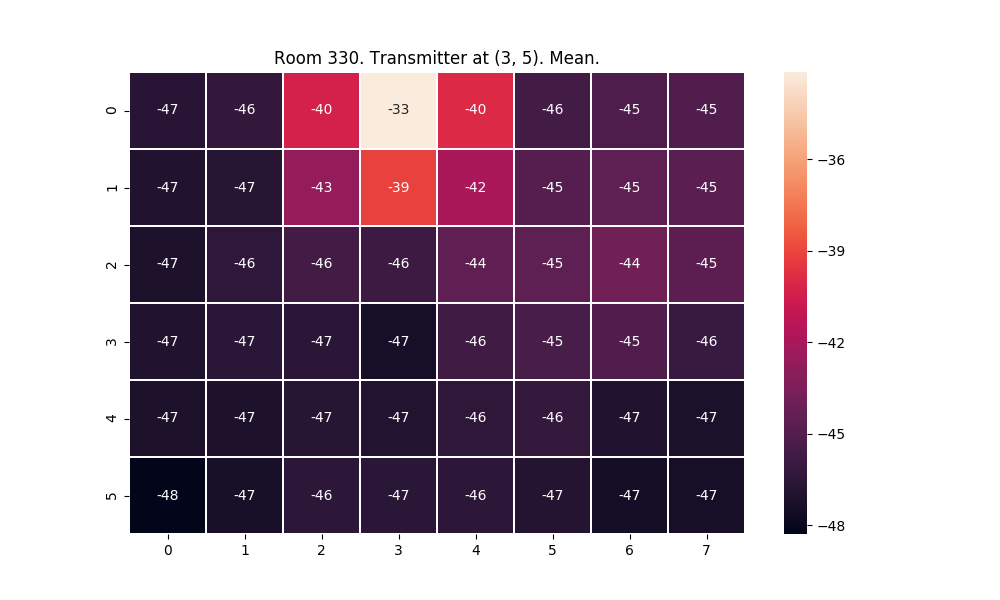 Room 330. Transmitter at (3, 5). Mean.
0 -47 -46 -40 -33 -40 -46 -45 -45
1 -47 -47 -43 -39 -42 -45 -45 -45
2 -47 -46 -46 -46 -44 -45 -44 -45
3 -47 -47 -47 -47 -46 -45 -45 -46
4 -47 -47 -47 -47 -46 -46 -47 -47
5 -48 -47 -46 -47 -46 -47 -47 -47
0 1 2 3 4 5 6 7
−36
−39
−42
−45
−48